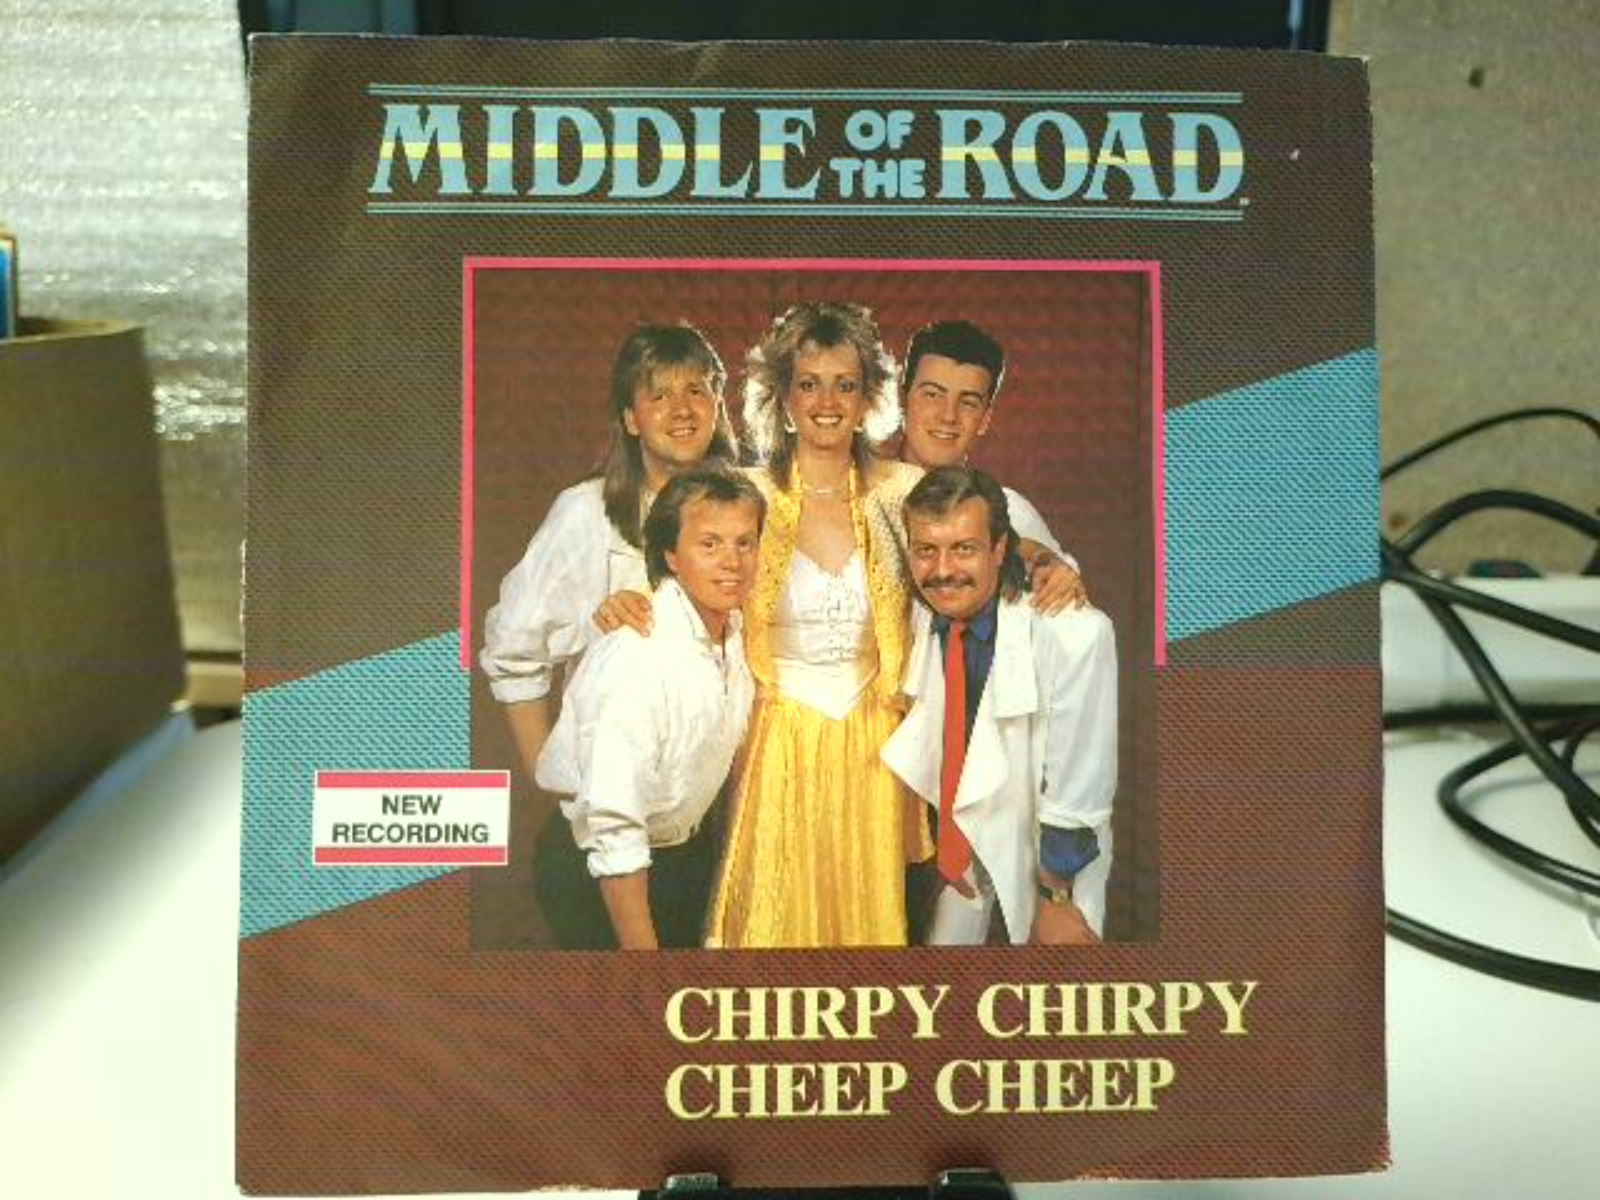 MIDDLE OF THE ROAD
NEW
RECORDING
CHIRPY CHIRPY
CHEEP CHEEP